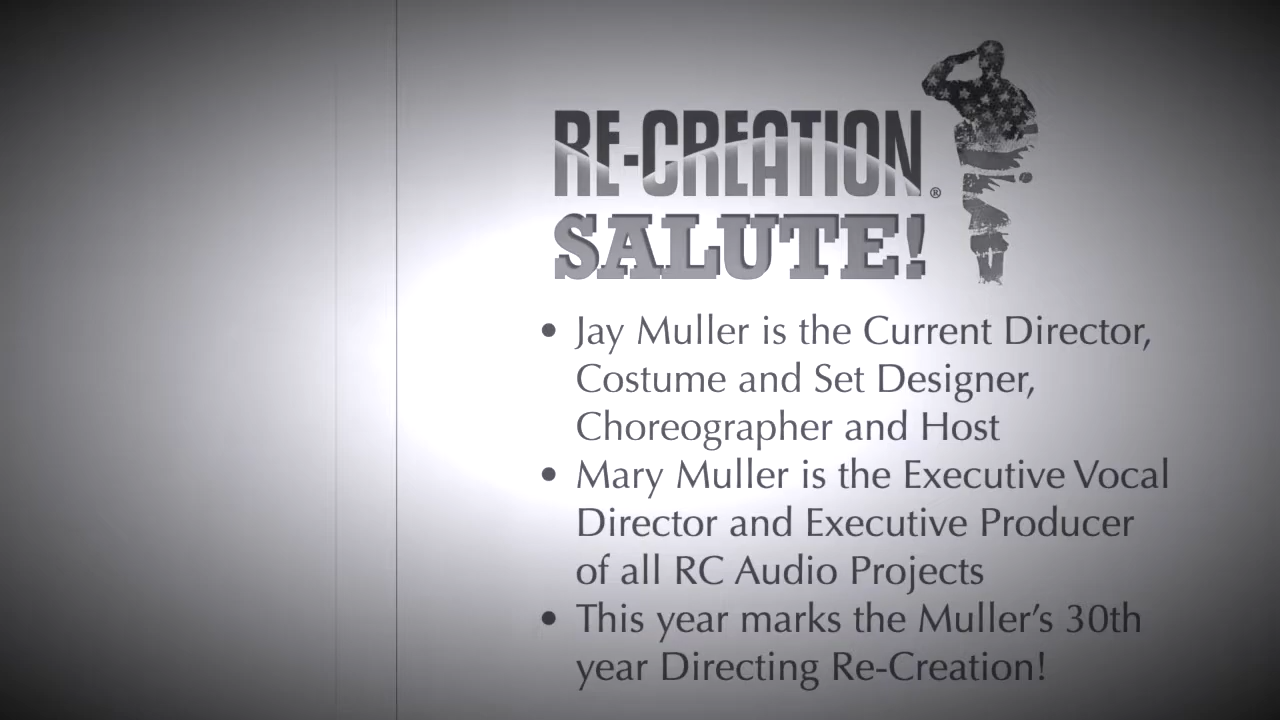 RE-CREATION®
SALUTE!
• Jay Muller is the Current Director,
Costume and Set Designer,
Choreographer and Host
• Mary Muller is the Executive Vocal
Director and Executive Producer
of all RC Audio Projects
• This year marks the Muller’s 30th
year Directing Re-Creation!